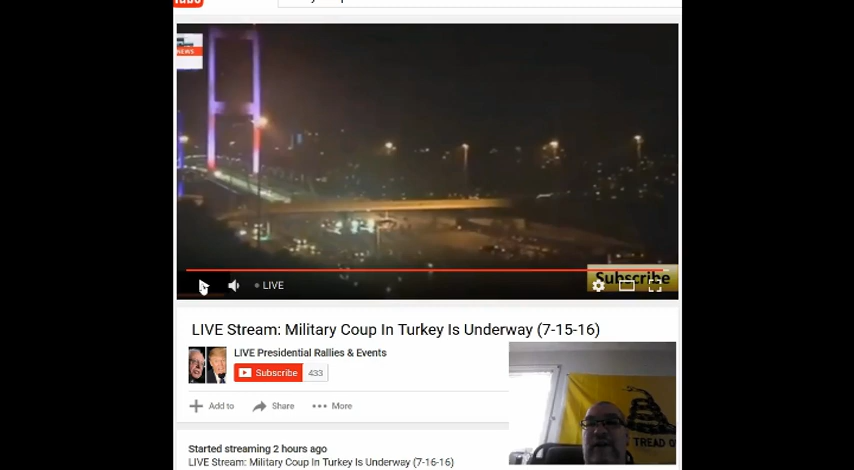 NEWS
LIVE
Subscribe
LIVE Stream: Military Coup In Turkey Is Underway (7-15-16)
LIVE Presidential Rallies & Events
Subscribe 433
Add to Share More
TREAD
Started streaming 2 hours ago
LIVE Stream: Military Coup In Turkey Is Underway (7-16-16)